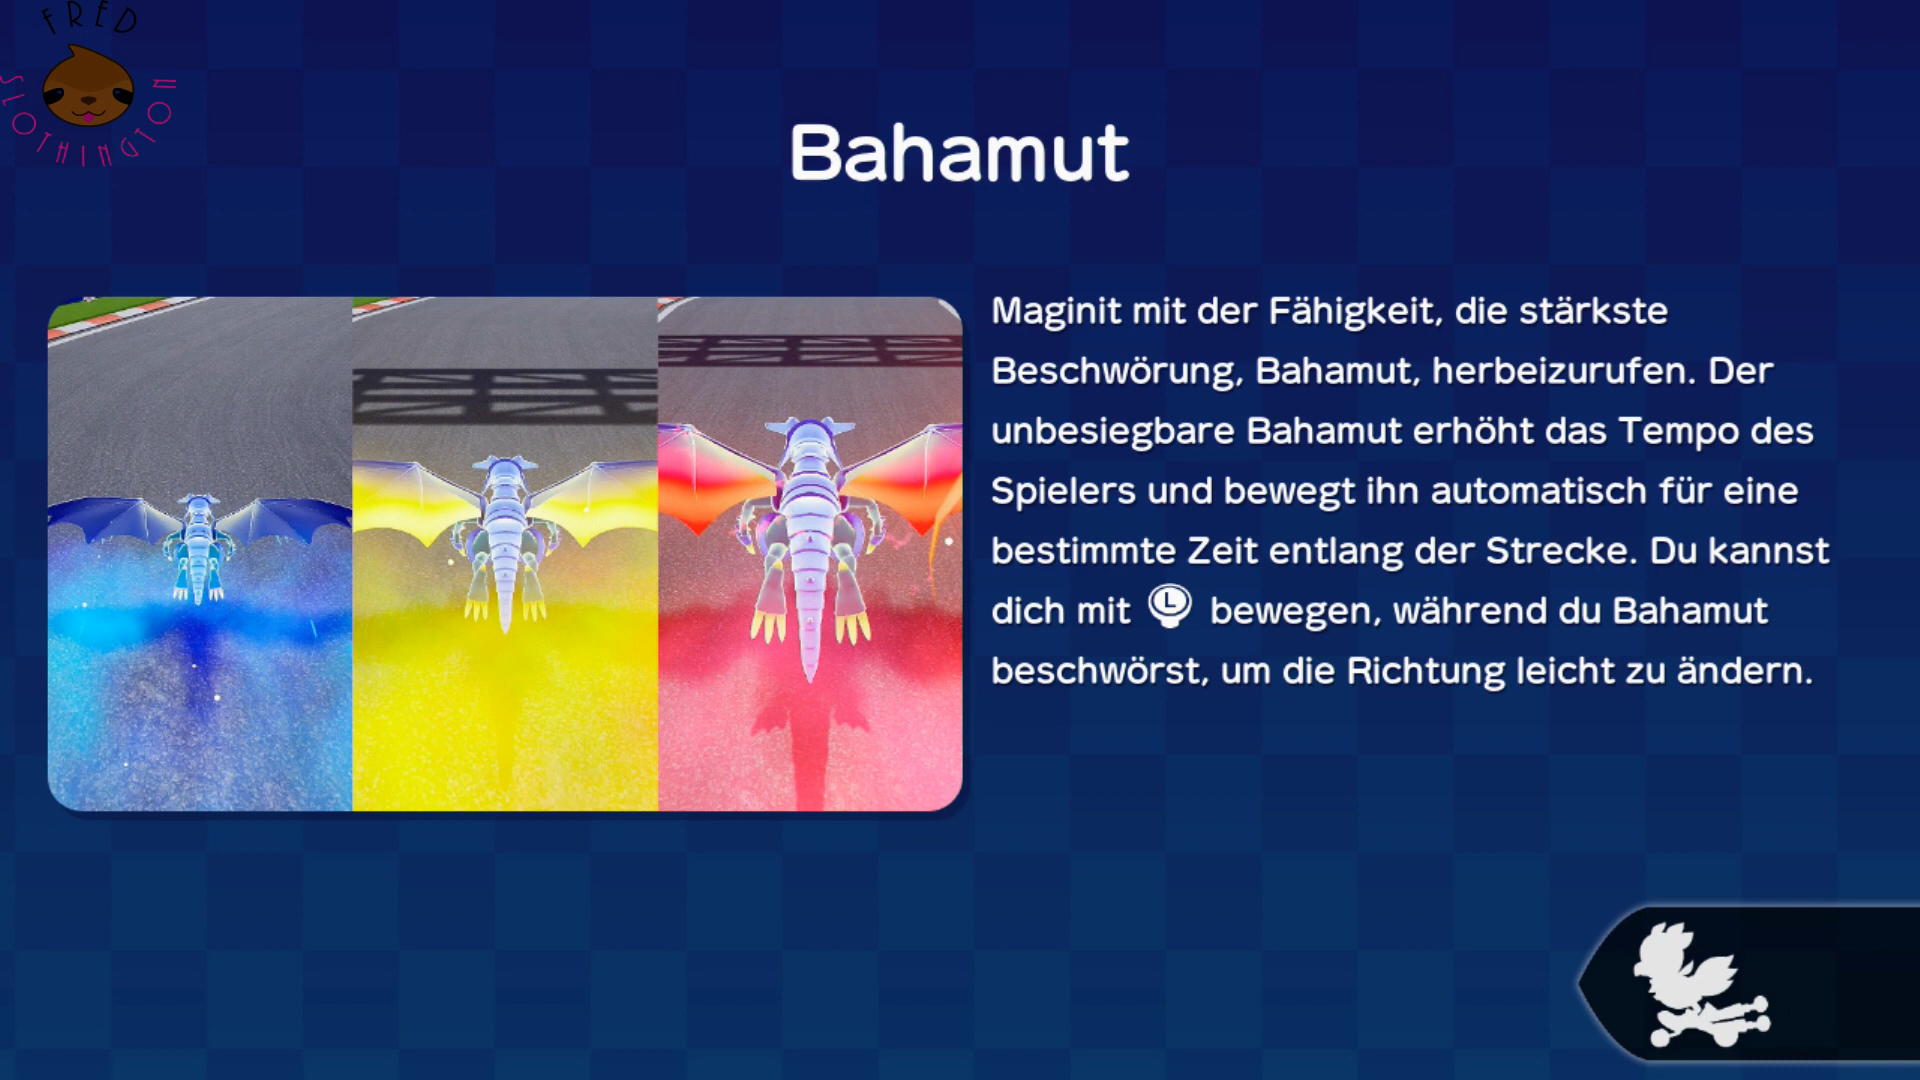 FRED
SLOTHINGTON
Bahamut
Maginit mit der Fähigkeit, die stärkste
Beschwörung, Bahamut, herbeizurufen. Der
unbesiegbare Bahamut erhöht das Tempo des
Spielers und bewegt ihn automatisch für eine
bestimmte Zeit entlang der Strecke. Du kannst
dich mit L bewegen, während du Bahamut
beschwörst, um die Richtung leicht zu ändern.